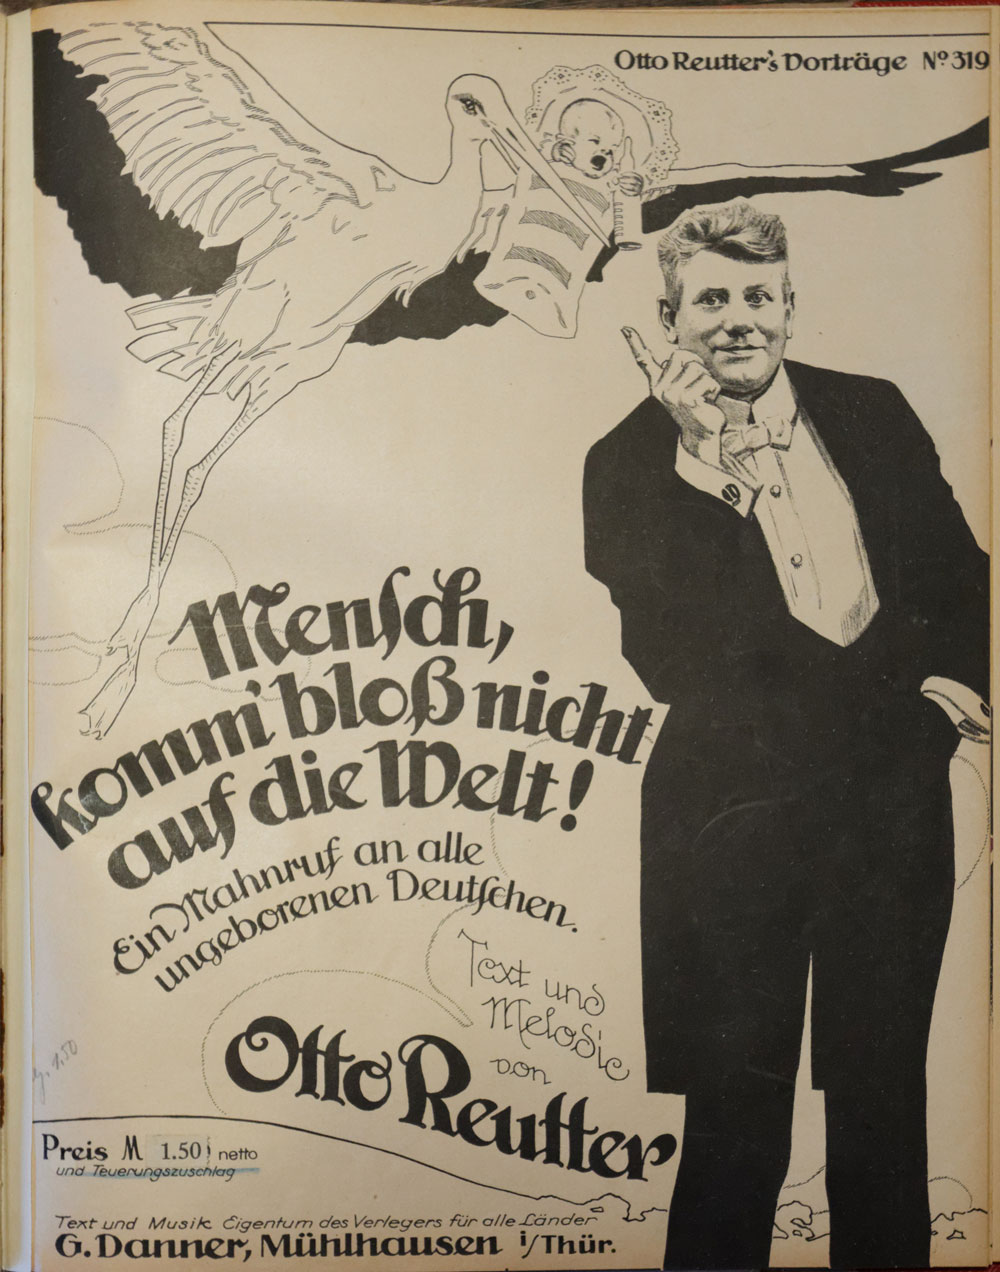 Otto Reutter's Vorträge Nº 319
Mensch,
komm' bloß nicht
auf die Welt!
Ein Mahnruf an alle
ungeborenen Deutschen.
Text und
Melodie
von
Otto Reutter
Preis M 1.50 netto
und Teuerungszuschlag
Text und Musik Eigentum des Verlegers für alle Länder
G. Danner, Mühlhausen i/Thür.